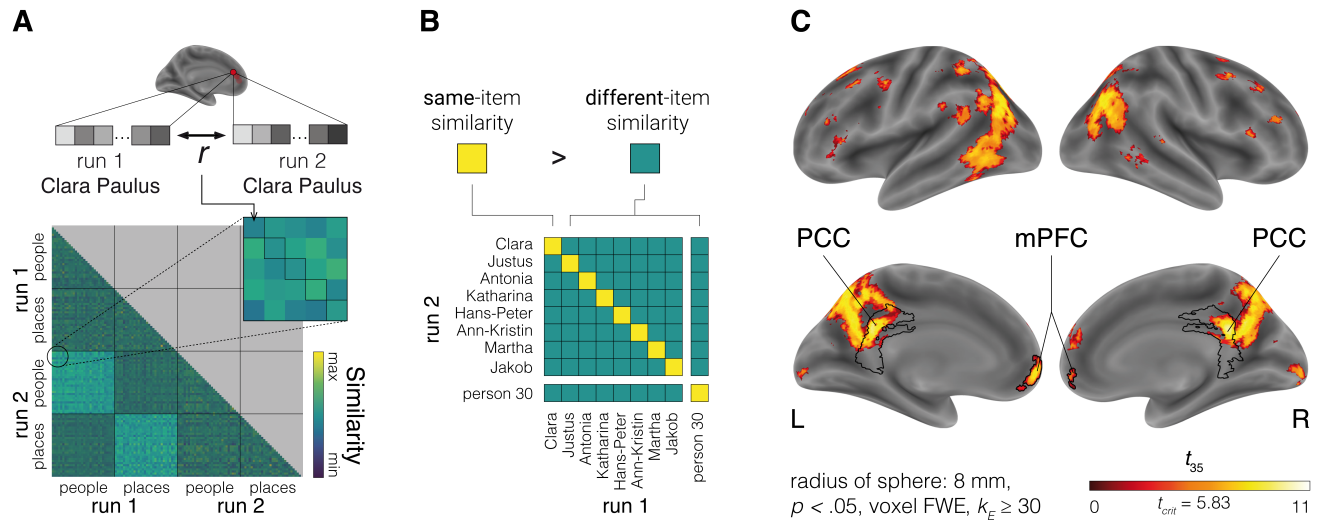 A
run 1
Clara Paulus
r
run 2
Clara Paulus
run 1
people
places
run 2
people
places
people
places
people
places
run 1
run 2
max
min
Similarity
B
same-item
similarity
>
different-item
similarity
run 2
Clara
Justus
Antonia
Katharina
Hans-Peter
Ann-Kristin
Martha
Jakob
person 30
Clara
Justus
Antonia
Katharina
Hans-Peter
Ann-Kristin
Martha
Jakob
person 30
run 1
C
PCC
mPFC
PCC
L
R
radius of sphere: 8 mm,
p < .05, voxel FWE, kE ≥ 30
t35
0
tcrit = 5.83
11